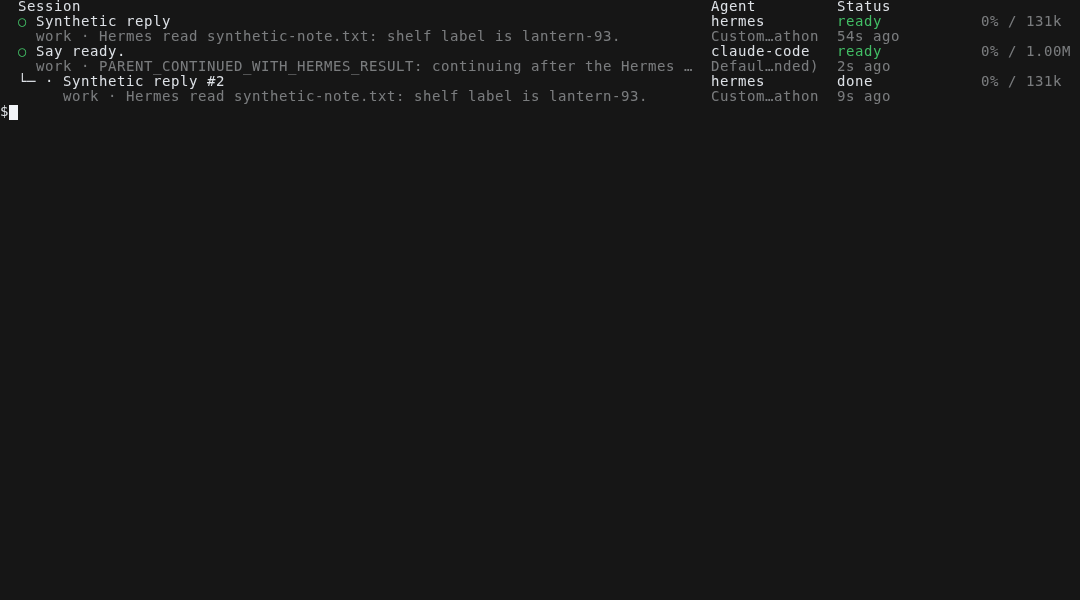 Session Agent Status
○ Synthetic reply hermes ready 0% / 131k
work · Hermes read synthetic-note.txt: shelf label is lantern-93. Custom…athon 54s ago
○ Say ready. claude-code ready 0% / 1.00M
work · PARENT_CONTINUED_WITH_HERMES_RESULT: continuing after the Hermes … Defaul…nded) 2s ago
└─ · Synthetic reply #2 hermes done 0% / 131k
work · Hermes read synthetic-note.txt: shelf label is lantern-93. Custom…athon 9s ago
$